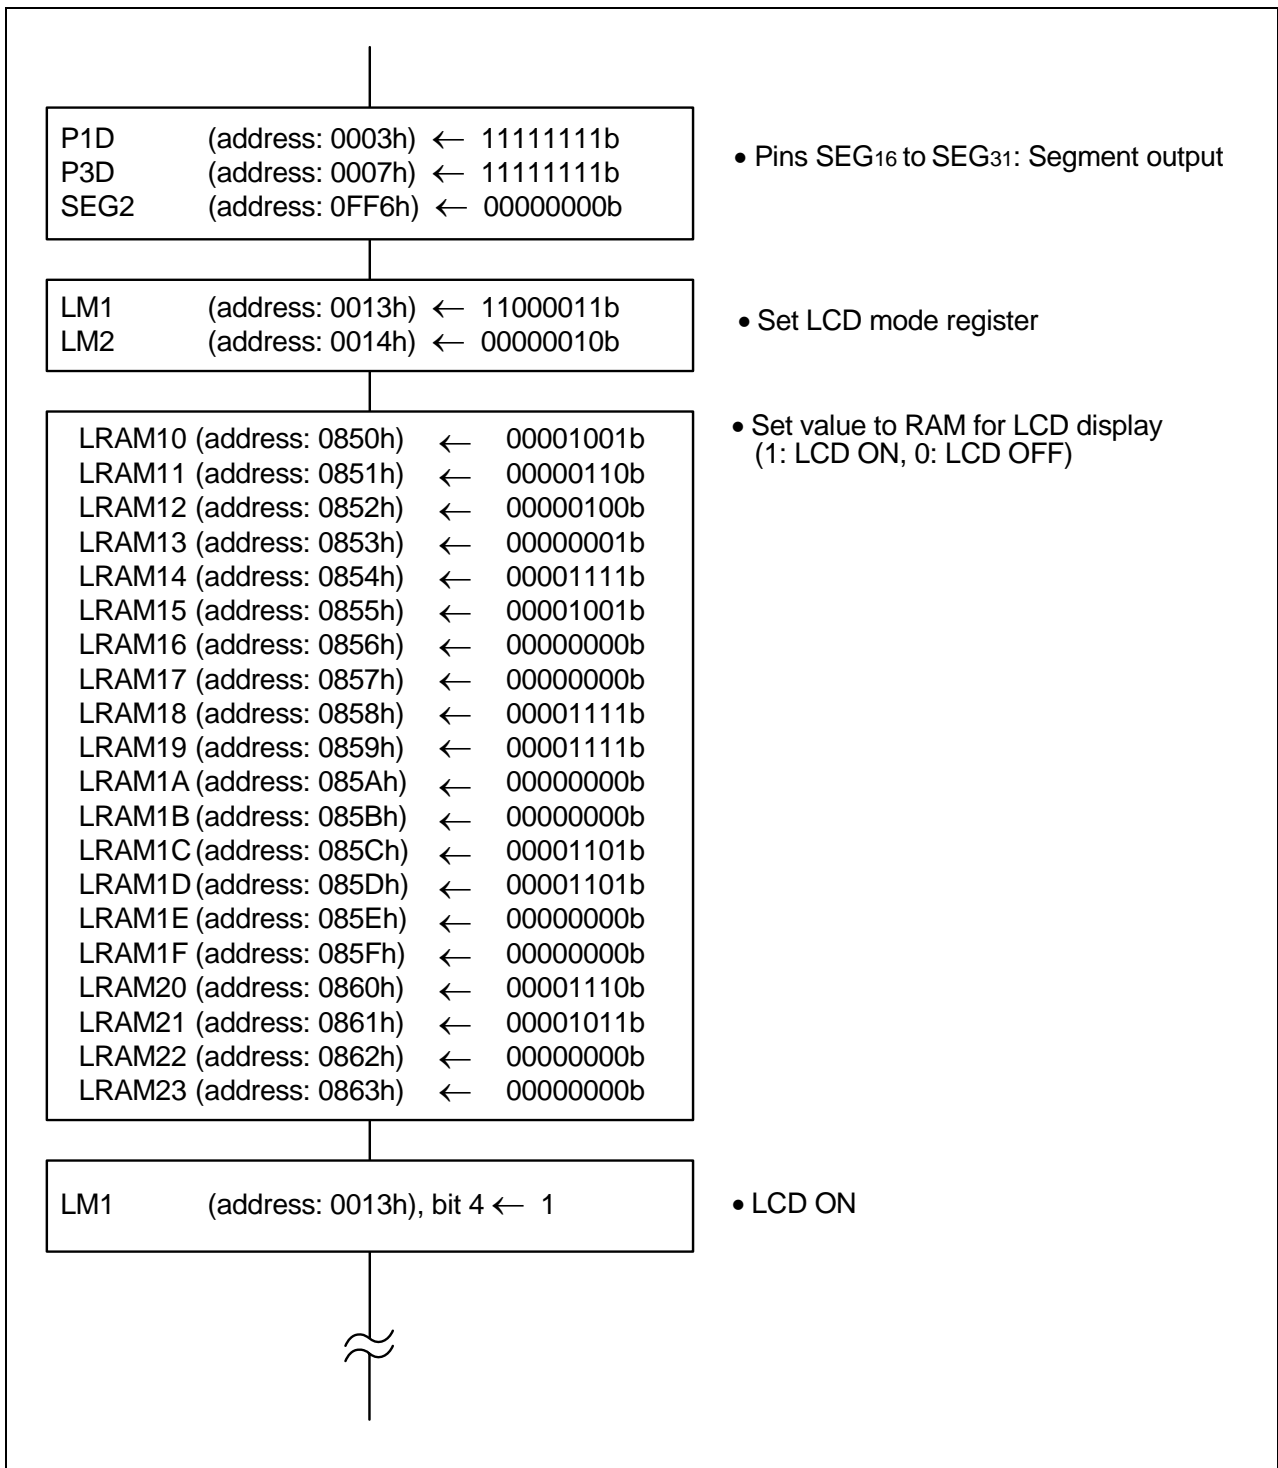 P1D (address: 0003h) ← 11111111b
P3D (address: 0007h) ← 11111111b
SEG2 (address: 0FF6h) ← 00000000b
• Pins SEG16 to SEG31: Segment output
LM1 (address: 0013h) ← 11000011b
LM2 (address: 0014h) ← 00000010b
• Set LCD mode register
LRAM10 (address: 0850h) ← 00001001b
LRAM11 (address: 0851h) ← 00000110b
LRAM12 (address: 0852h) ← 00000100b
LRAM13 (address: 0853h) ← 00000001b
LRAM14 (address: 0854h) ← 00001111b
LRAM15 (address: 0855h) ← 00001001b
LRAM16 (address: 0856h) ← 00000000b
LRAM17 (address: 0857h) ← 00000000b
LRAM18 (address: 0858h) ← 00001111b
LRAM19 (address: 0859h) ← 00001111b
LRAM1A (address: 085Ah) ← 00000000b
LRAM1B (address: 085Bh) ← 00000000b
LRAM1C (address: 085Ch) ← 00001101b
LRAM1D (address: 085Dh) ← 00001101b
LRAM1E (address: 085Eh) ← 00000000b
LRAM1F (address: 085Fh) ← 00000000b
LRAM20 (address: 0860h) ← 00001110b
LRAM21 (address: 0861h) ← 00001011b
LRAM22 (address: 0862h) ← 00000000b
LRAM23 (address: 0863h) ← 00000000b
• Set value to RAM for LCD display
(1: LCD ON, 0: LCD OFF)
LM1 (address: 0013h), bit 4 ← 1
• LCD ON